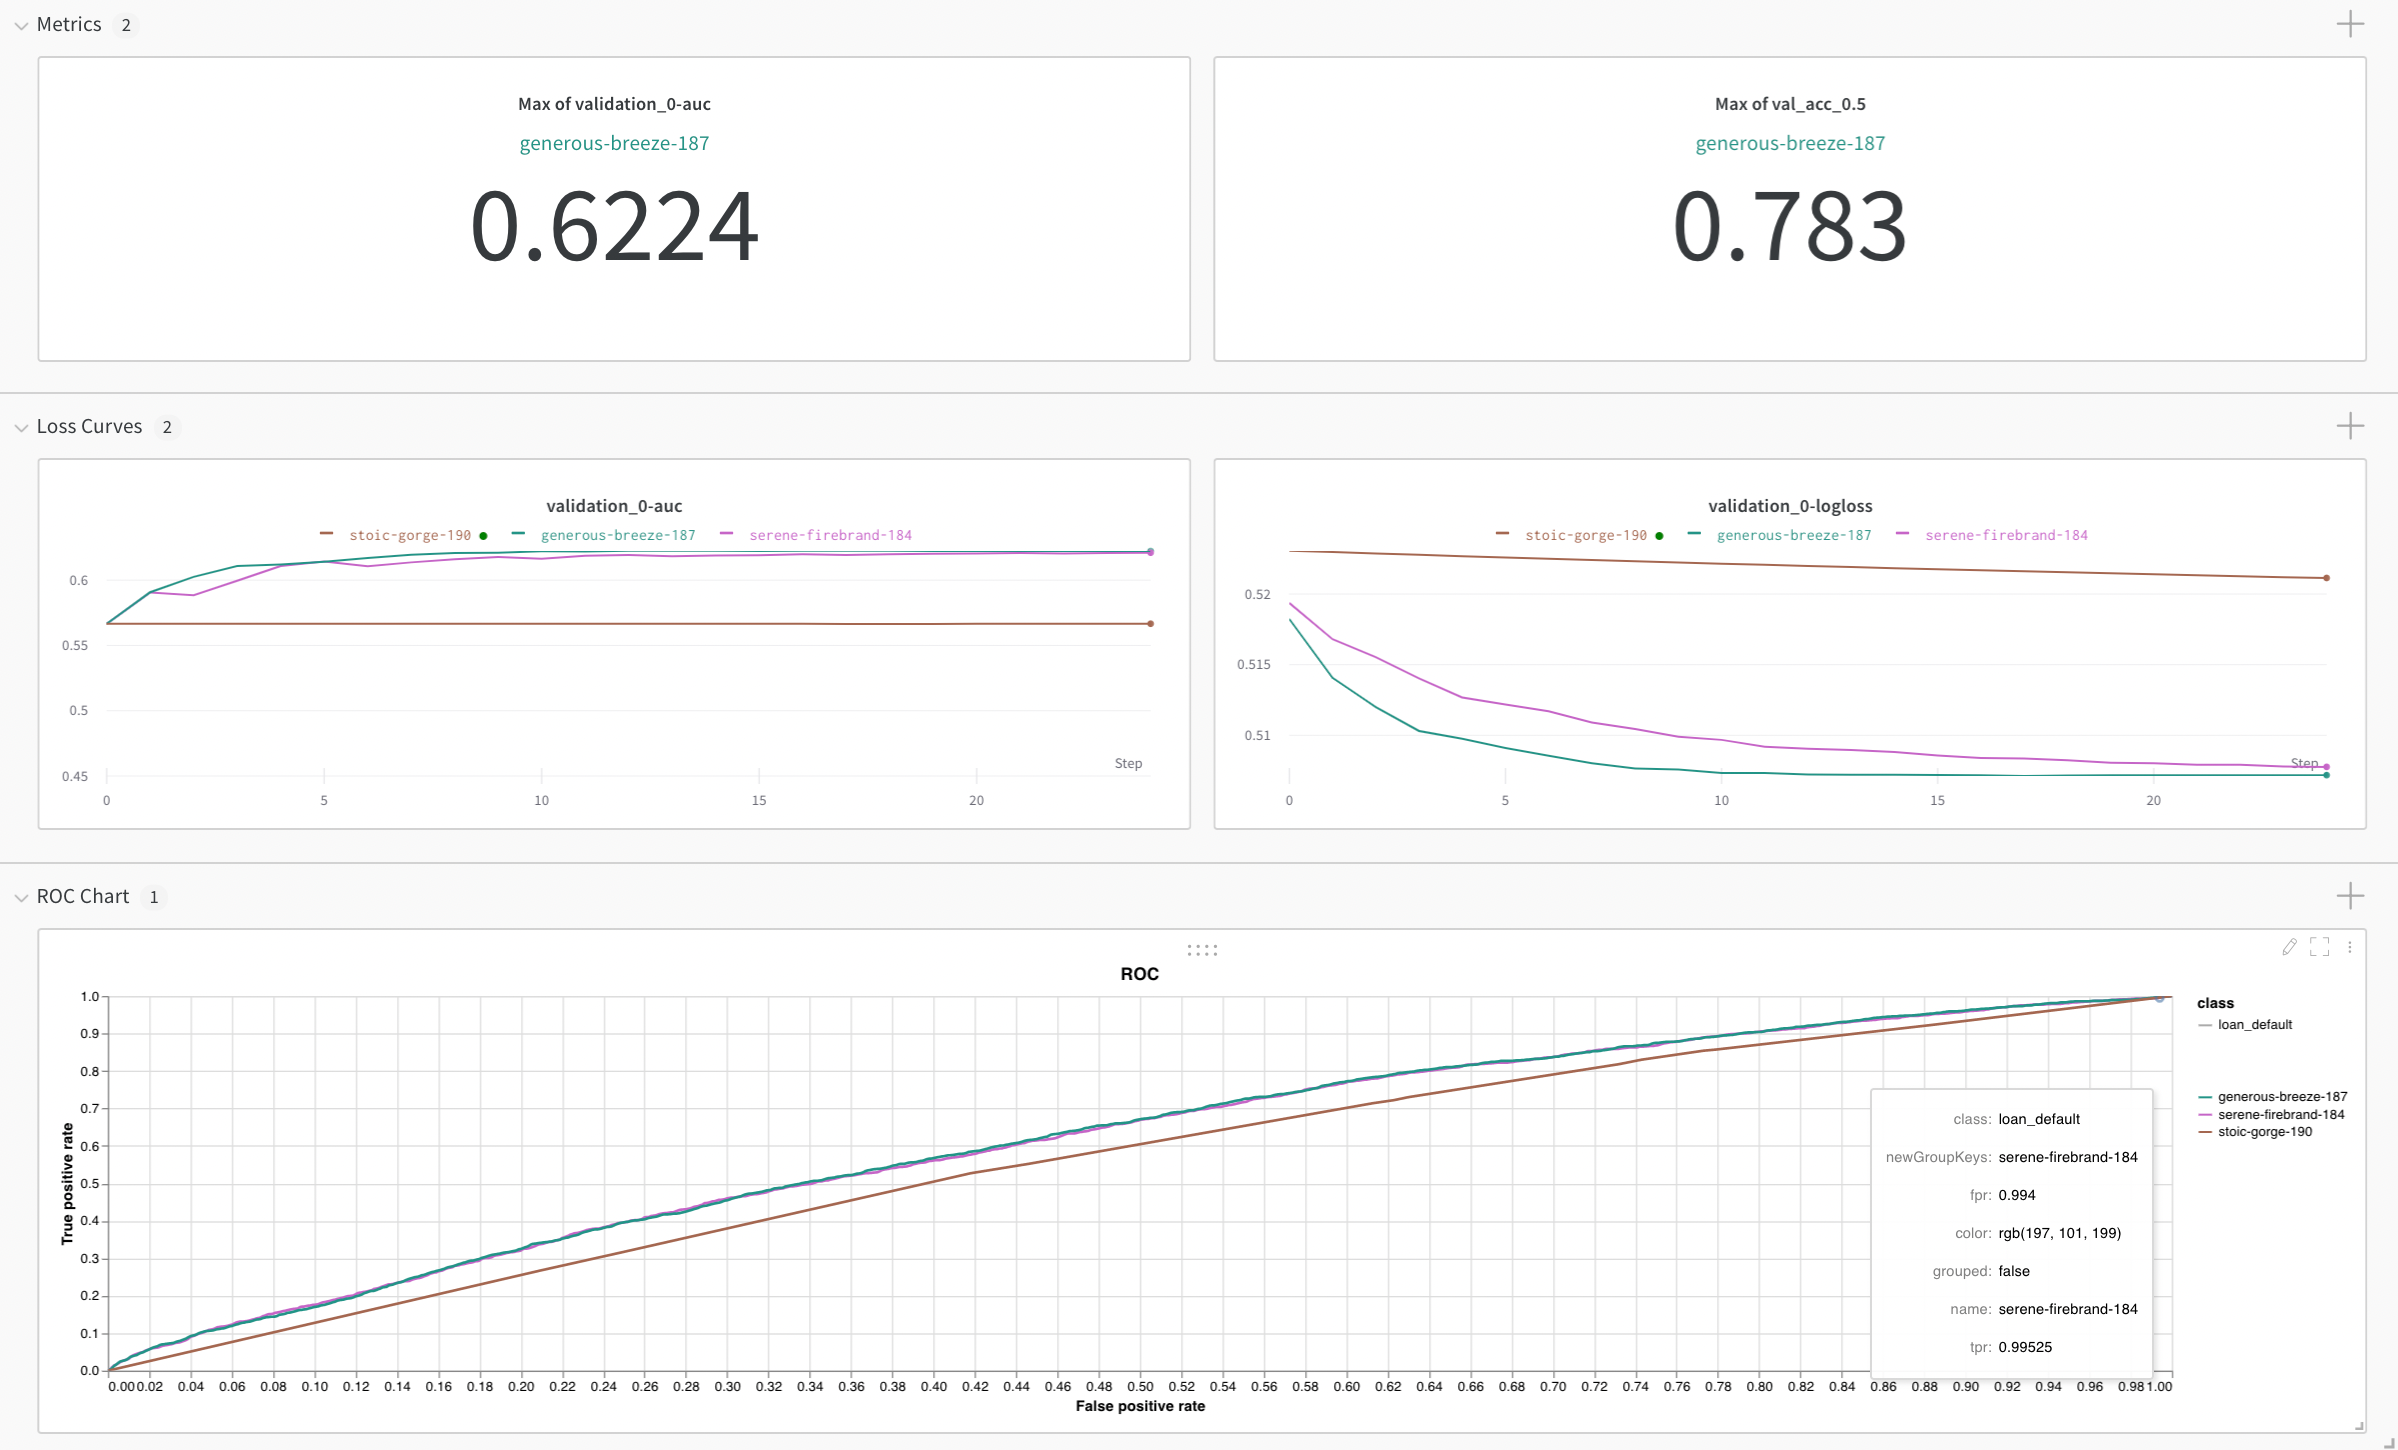 Metrics 2
Max of validation_0-auc
generous-breeze-187
0.6224
Max of val_acc_0.5
generous-breeze-187
0.783
Loss Curves 2
validation_0-auc
stoic-gorge-190 generous-breeze-187 serene-firebrand-184
0.6
0.55
0.5
0.45
Step
0 5 10 15 20
validation_0-logloss
stoic-gorge-190 generous-breeze-187 serene-firebrand-184
0.52
0.515
0.51
Step
0 5 10 15 20
ROC Chart 1
ROC
True positive rate
1.0
0.9
0.8
0.7
0.6
0.5
0.4
0.3
0.2
0.1
0.0
0.00 0.02 0.04 0.06 0.08 0.10 0.12 0.14 0.16 0.18 0.20 0.22 0.24 0.26 0.28 0.30 0.32 0.34 0.36 0.38 0.40 0.42 0.44 0.46 0.48 0.50 0.52 0.54 0.56 0.58 0.60 0.62 0.64 0.66 0.68 0.70 0.72 0.74 0.76 0.78 0.80 0.82 0.84 0.86 0.88 0.90 0.92 0.94 0.96 0.98 1.00
False positive rate
class
loan_default
generous-breeze-187
serene-firebrand-184
stoic-gorge-190
class: loan_default
newGroupKeys: serene-firebrand-184
fpr: 0.994
color: rgb(197, 101, 199)
grouped: false
name: serene-firebrand-184
tpr: 0.99525